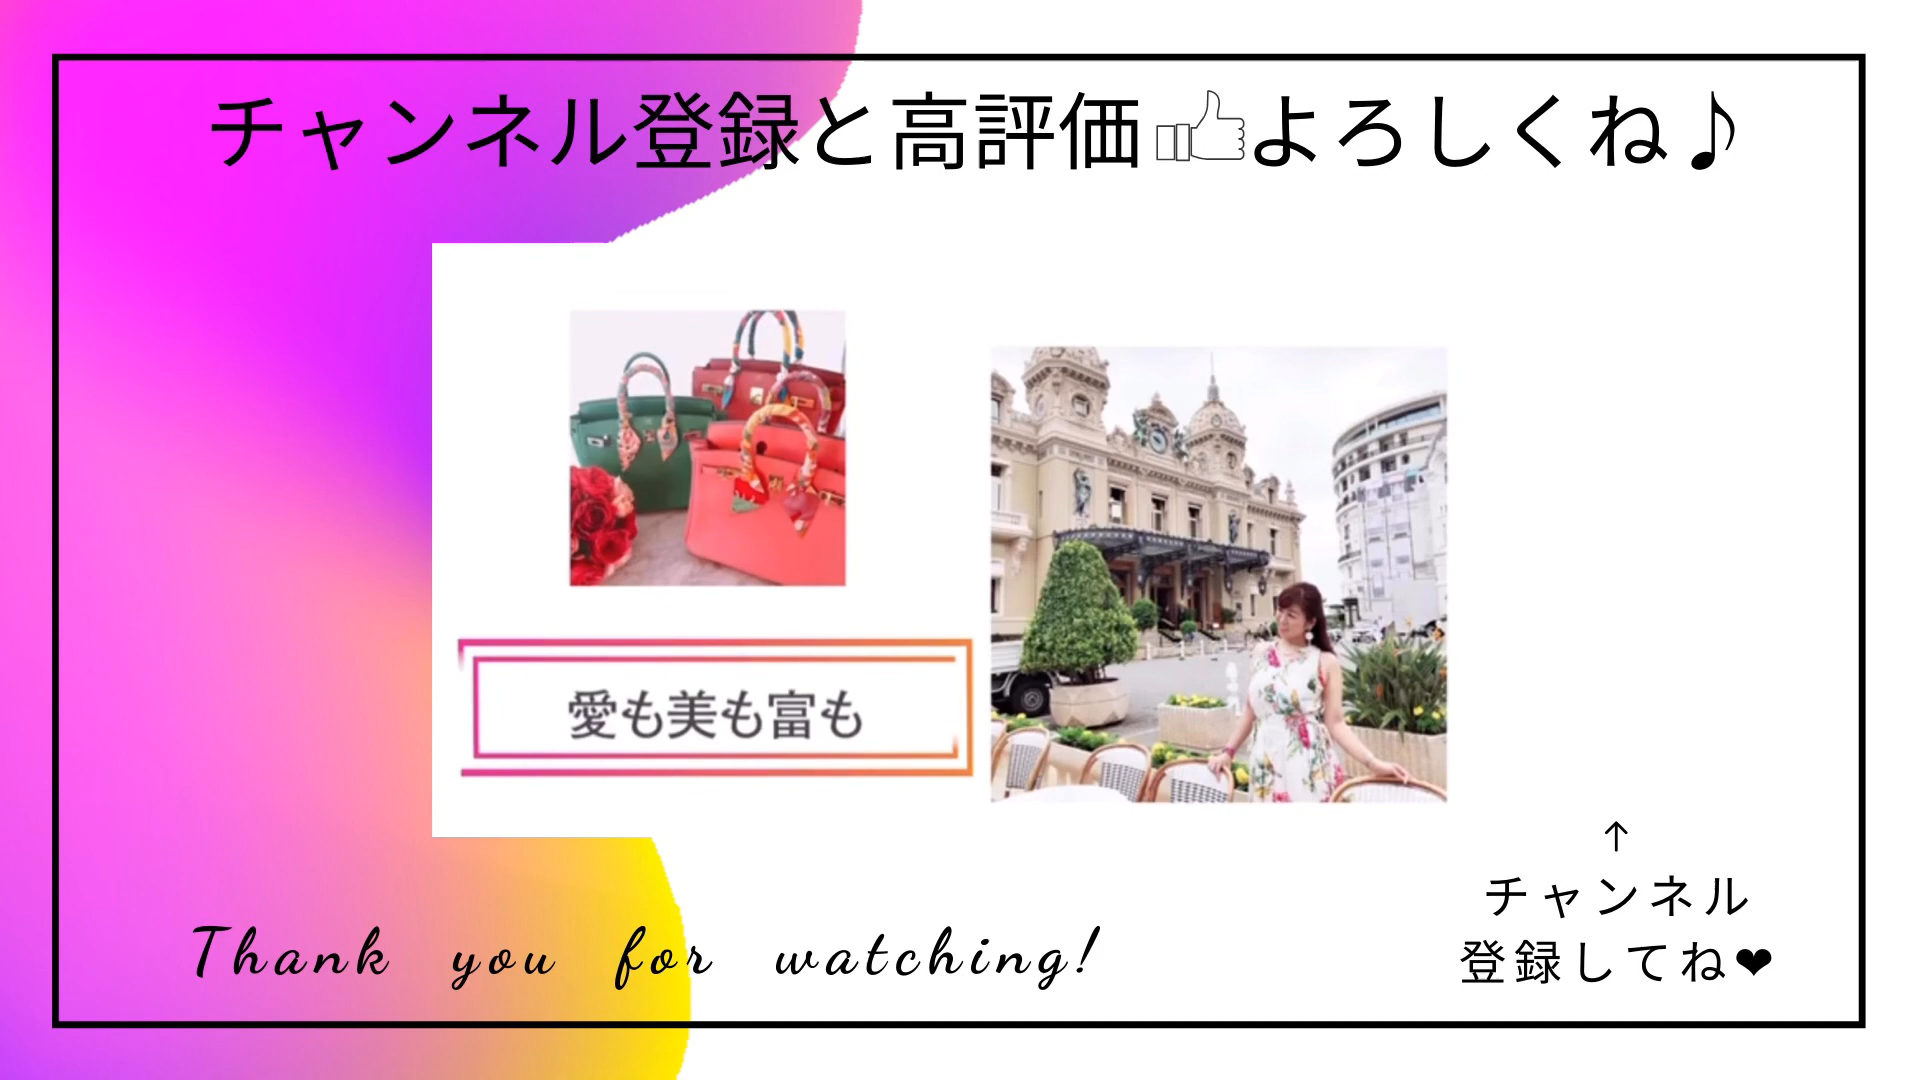 チャンネル登録と高評価👍よろしくね♪
愛も美も富も
↑
チャンネル
登録してね❤
Thank you for watching!